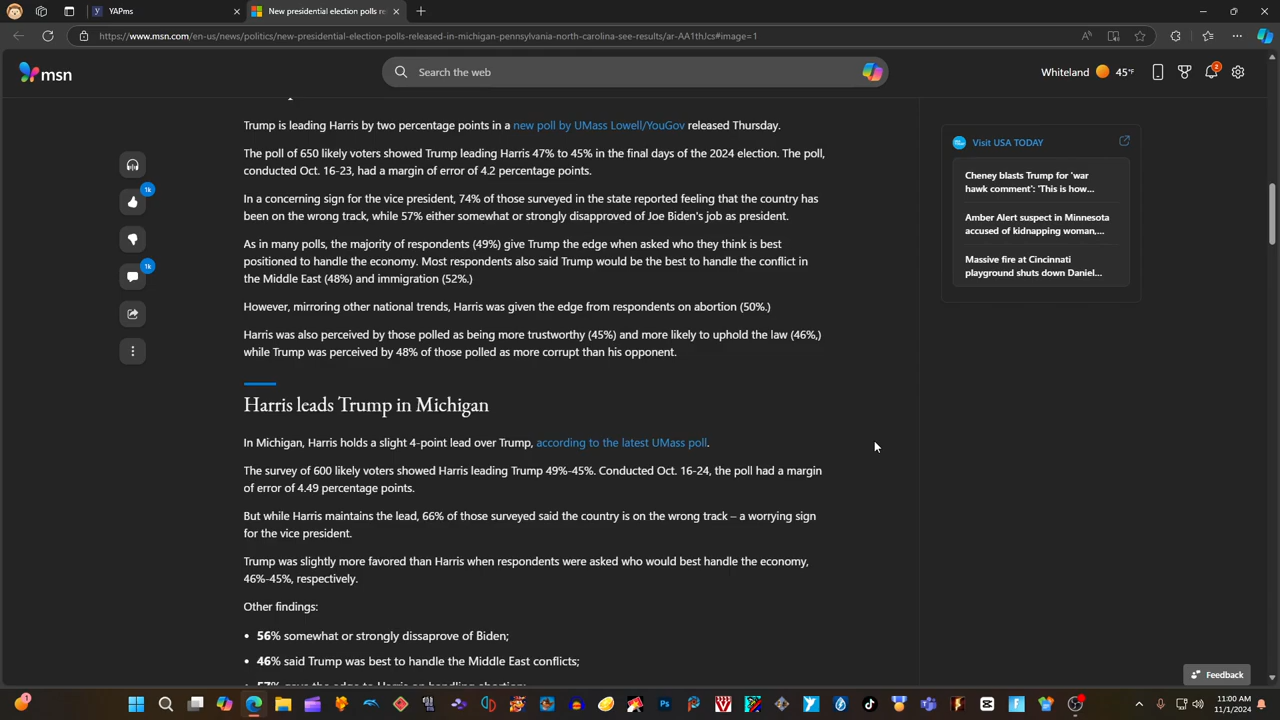 YAPms
New presidential election polls re
https://www.msn.com/en-us/news/politics/new-presidential-election-polls-released-in-michigan-pennsylvania-north-carolina-see-results/ar-AA1thJcs#image=1
msn
Search the web
Whiteland
45°F
2
Trump is leading Harris by two percentage points in a new poll by UMass Lowell/YouGov released Thursday.
The poll of 650 likely voters showed Trump leading Harris 47% to 45% in the final days of the 2024 election. The poll,
conducted Oct. 16-23, had a margin of error of 4.2 percentage points.
In a concerning sign for the vice president, 74% of those surveyed in the state reported feeling that the country has
been on the wrong track, while 57% either somewhat or strongly disapproved of Joe Biden's job as president.
As in many polls, the majority of respondents (49%) give Trump the edge when asked who they think is best
positioned to handle the economy. Most respondents also said Trump would be the best to handle the conflict in
the Middle East (48%) and immigration (52%.)
However, mirroring other national trends, Harris was given the edge from respondents on abortion (50%.)
Harris was also perceived by those polled as being more trustworthy (45%) and more likely to uphold the law (46%,)
while Trump was perceived by 48% of those polled as more corrupt than his opponent.
Harris leads Trump in Michigan
In Michigan, Harris holds a slight 4-point lead over Trump, according to the latest UMass poll.
The survey of 600 likely voters showed Harris leading Trump 49%-45%. Conducted Oct. 16-24, the poll had a margin
of error of 4.49 percentage points.
But while Harris maintains the lead, 66% of those surveyed said the country is on the wrong track – a worrying sign
for the vice president.
Trump was slightly more favored than Harris when respondents were asked who would best handle the economy,
46%-45%, respectively.
Other findings:
• 56% somewhat or strongly dissaprove of Biden;
• 46% said Trump was best to handle the Middle East conflicts;
• 57% gave the edge to Harris on handling abortion;
1k
1k
Visit USA TODAY
Cheney blasts Trump for 'war
hawk comment': 'This is how...
Amber Alert suspect in Minnesota
accused of kidnapping woman,...
Massive fire at Cincinnati
playground shuts down Daniel...
Feedback
1
11:00 AM
11/1/2024